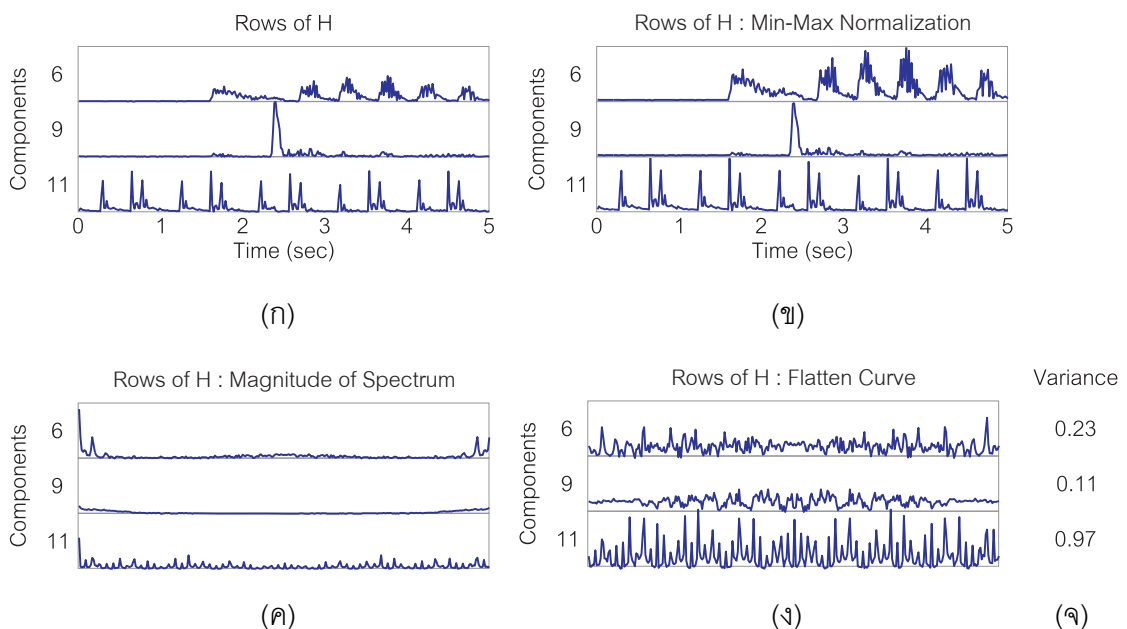 Rows of H
Rows of H : Min-Max Normalization
Components
6
9
11
0 1 2 3 4 5
Time (sec)
Components
6
9
11
0 1 2 3 4 5
Time (sec)
(ก)
(ข)
Rows of H : Magnitude of Spectrum
Rows of H : Flatten Curve
Variance
Components
6
9
11
Components
6
9
11
0.23
0.11
0.97
(ค)
(ง)
(จ)